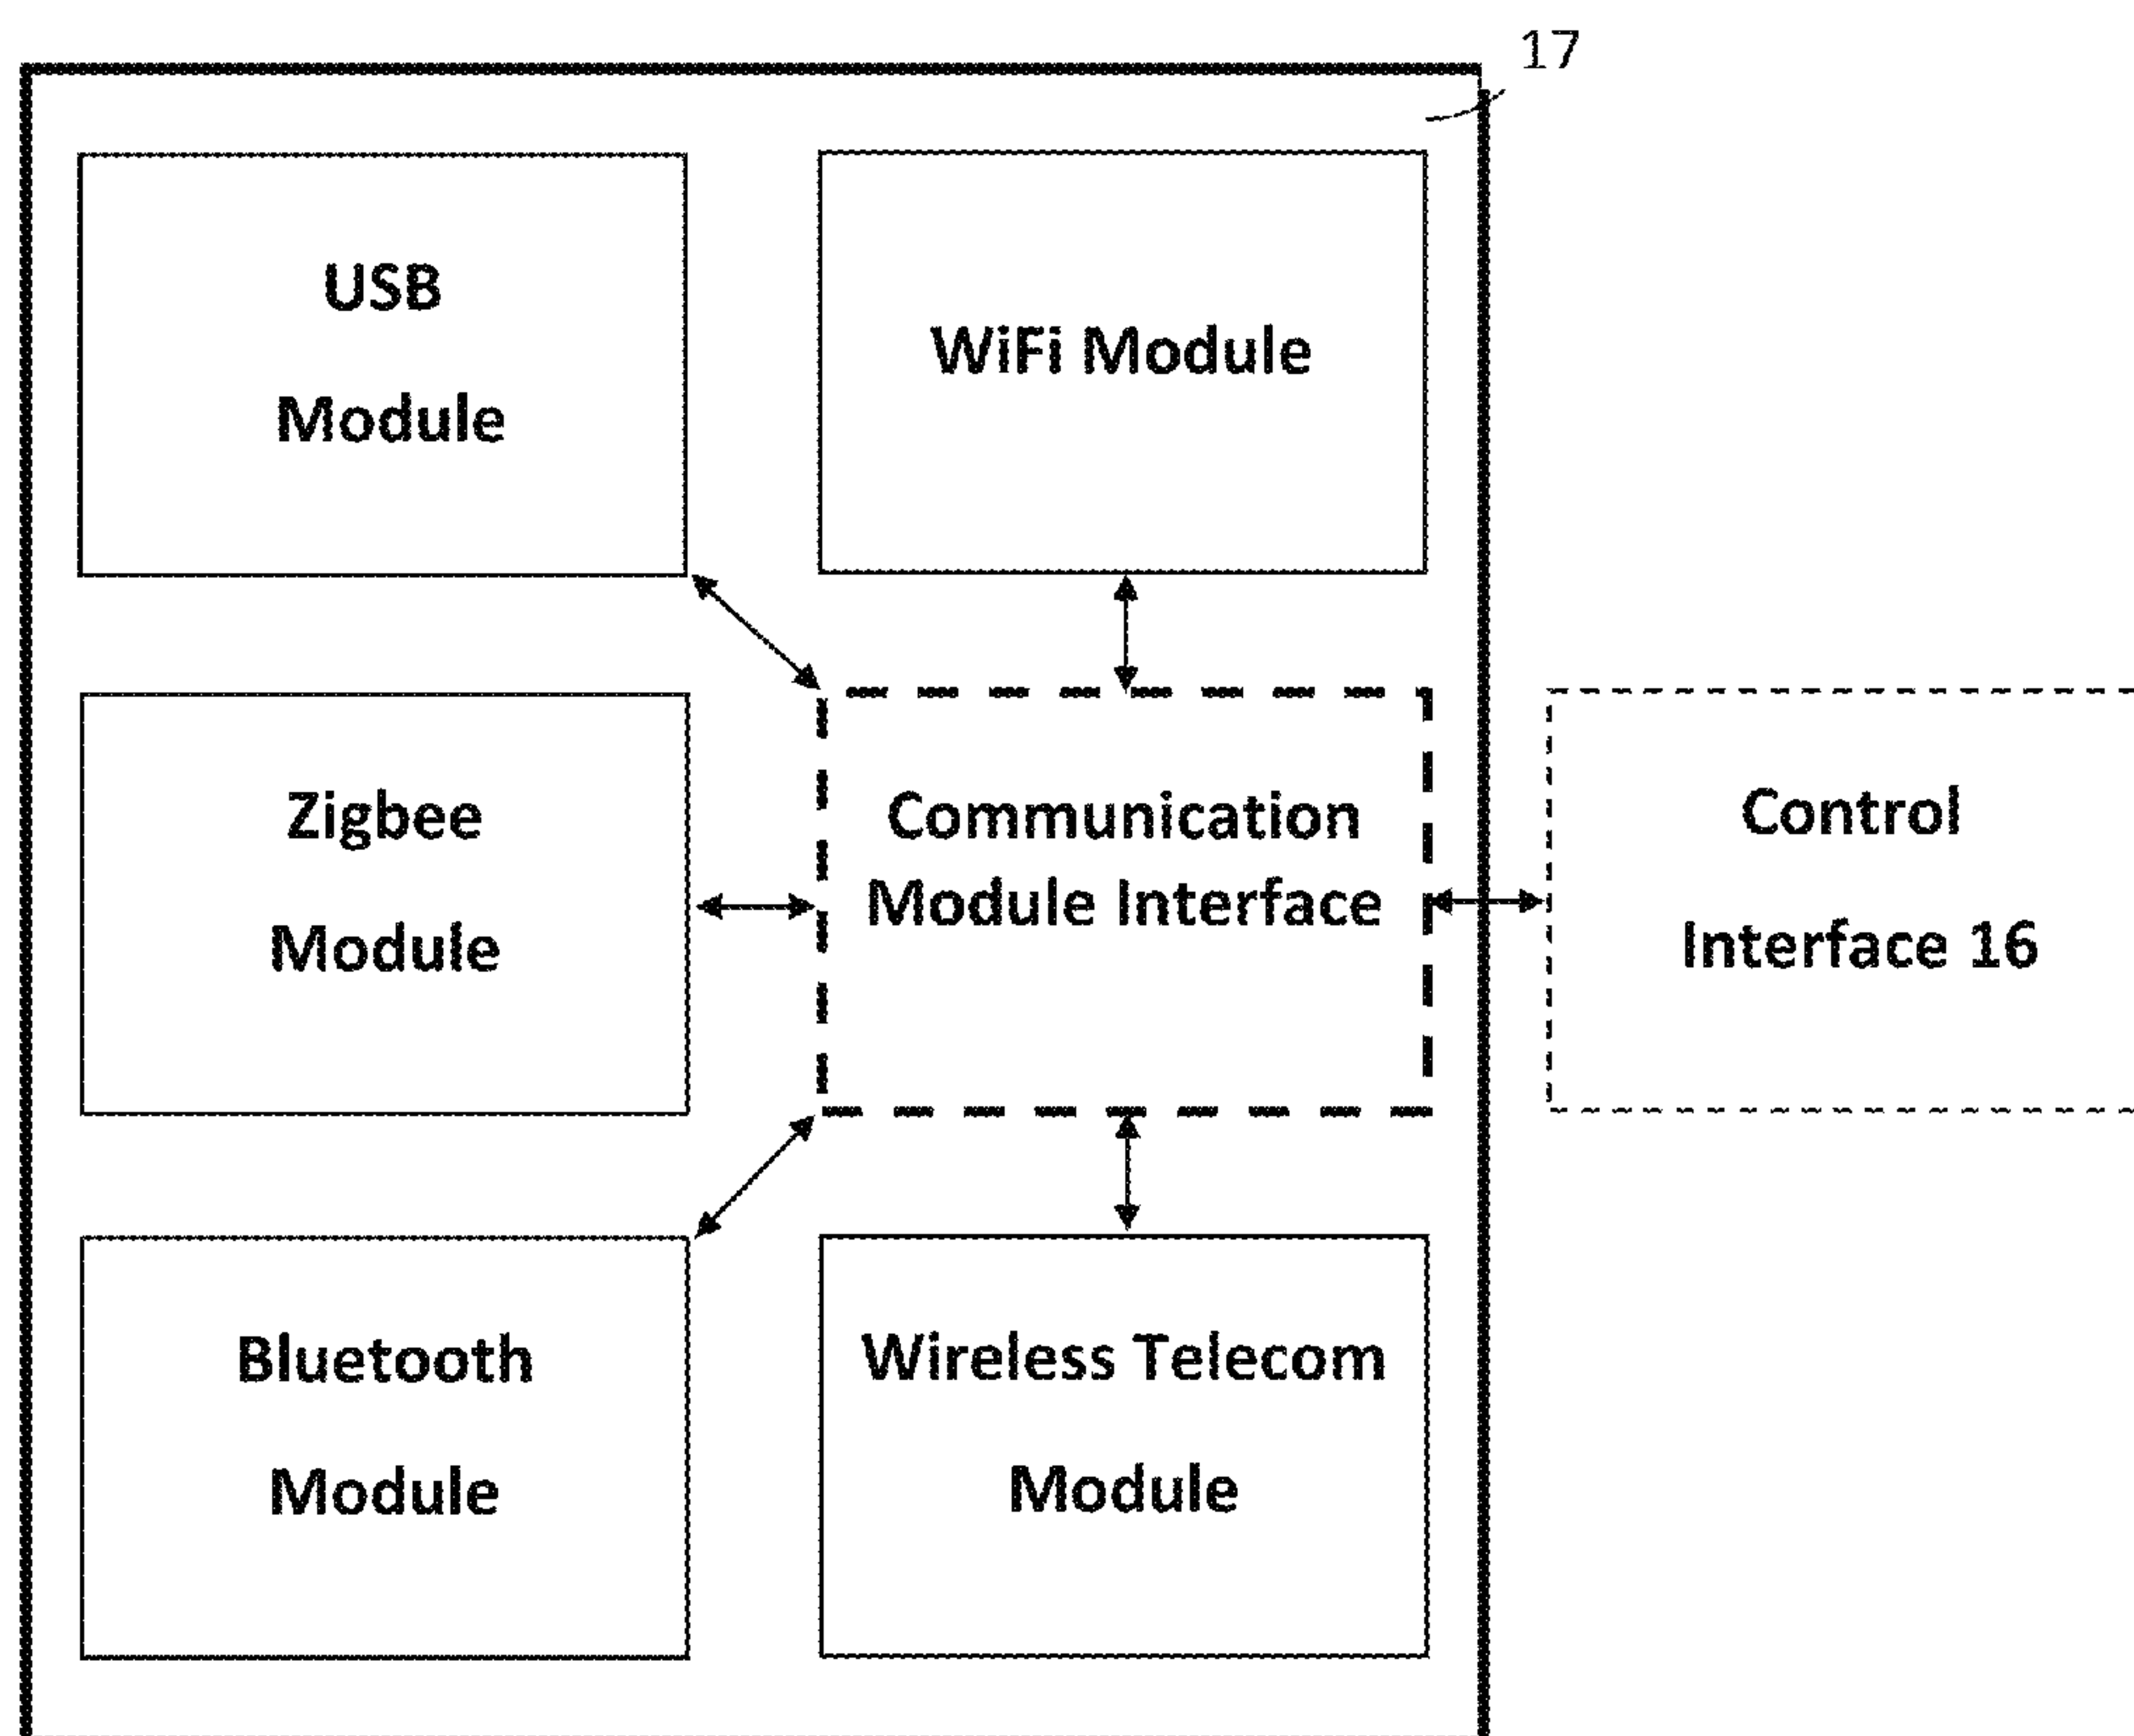 17
USB
Module
WiFi Module
Zigbee
Module
Communication
Module Interface
Control
Interface 16
Bluetooth
Module
Wireless Telecom
Module